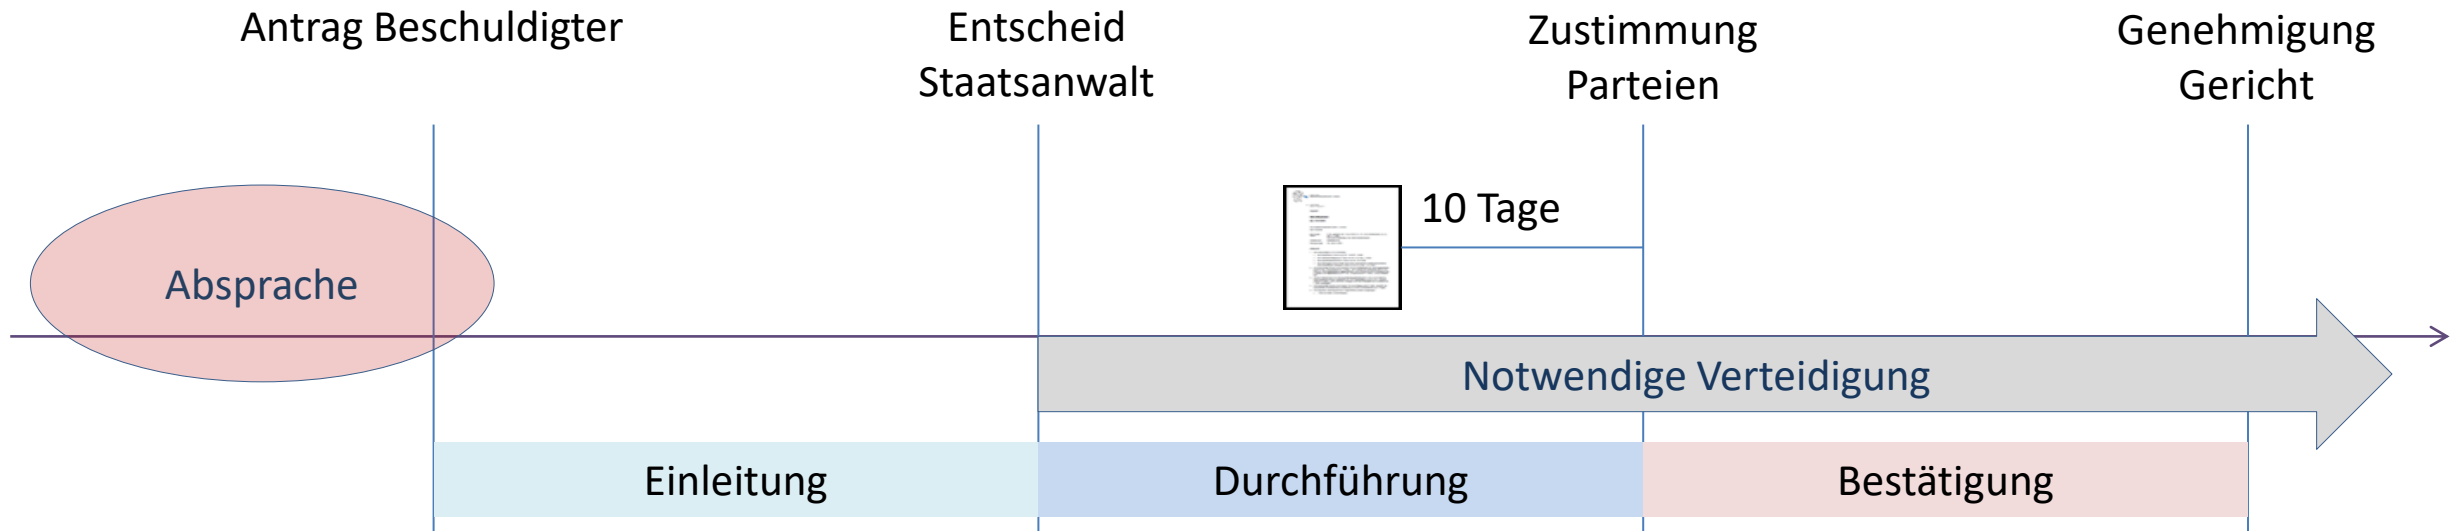 Antrag Beschuldigter
Entscheid
Staatsanwalt
Zustimmung
Parteien
Genehmigung
Gericht
10 Tage
Absprache
Notwendige Verteidigung
Einleitung
Durchführung
Bestätigung